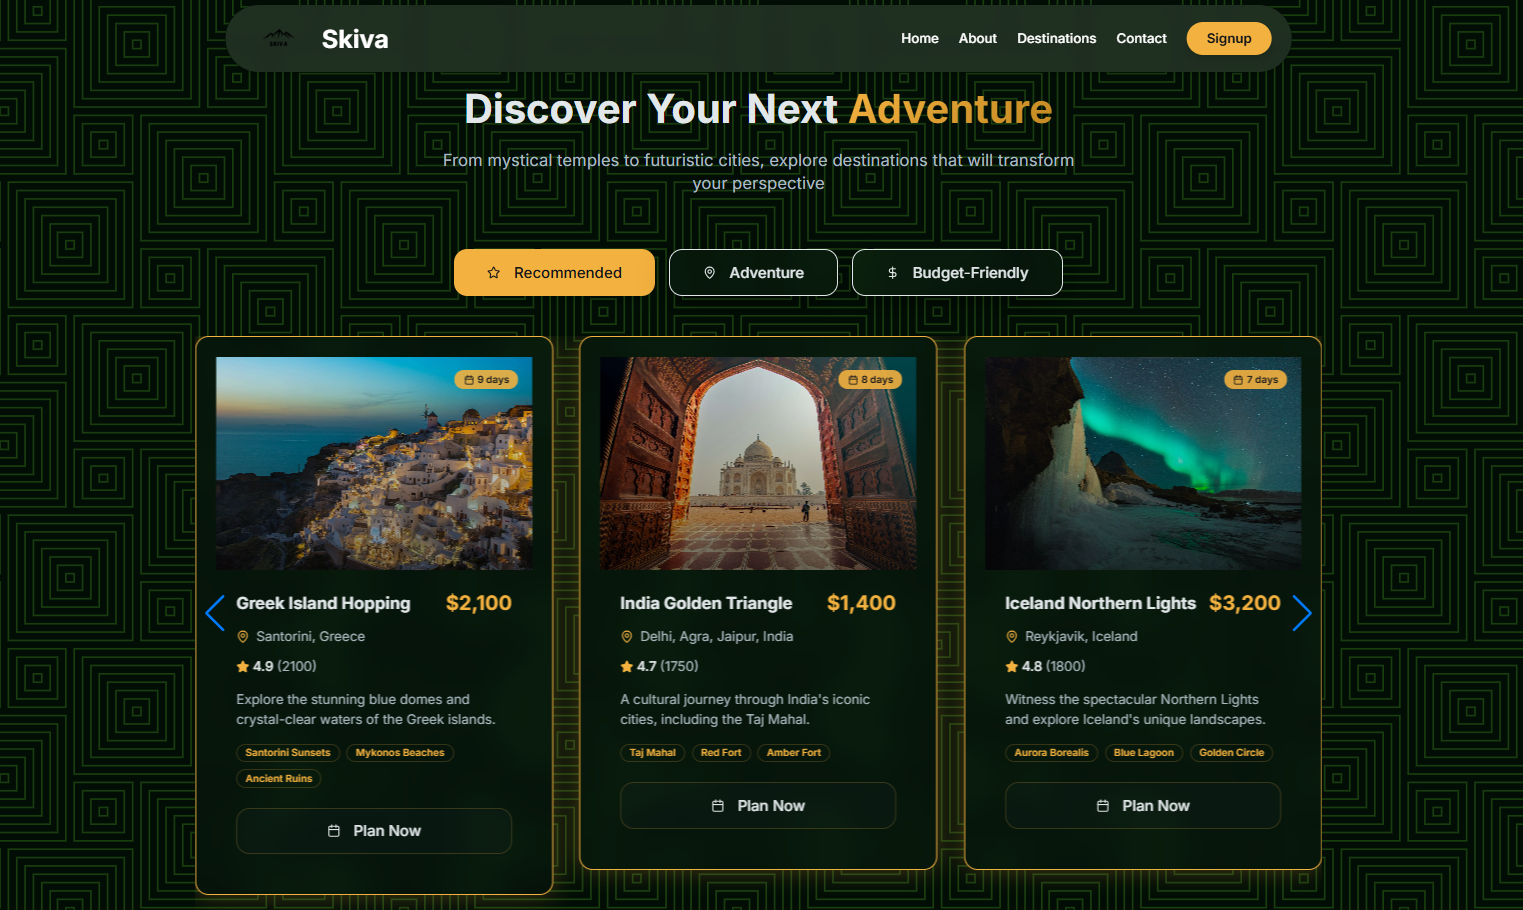 SKIVA
Skiva
Home
About
Destinations
Contact
Signup
Discover Your Next Adventure
From mystical temples to futuristic cities, explore destinations that will transform
your perspective
Recommended
Adventure
Budget-Friendly
9 days
Greek Island Hopping
$2,100
Santorini, Greece
4.9 (2100)
Explore the stunning blue domes and
crystal-clear waters of the Greek islands.
Santorini Sunsets
Mykonos Beaches
Ancient Ruins
Plan Now
8 days
India Golden Triangle
$1,400
Delhi, Agra, Jaipur, India
4.7 (1750)
A cultural journey through India's iconic
cities, including the Taj Mahal.
Taj Mahal
Red Fort
Amber Fort
Plan Now
7 days
Iceland Northern Lights
$3,200
Reykjavik, Iceland
4.8 (1800)
Witness the spectacular Northern Lights
and explore Iceland's unique landscapes.
Aurora Borealis
Blue Lagoon
Golden Circle
Plan Now